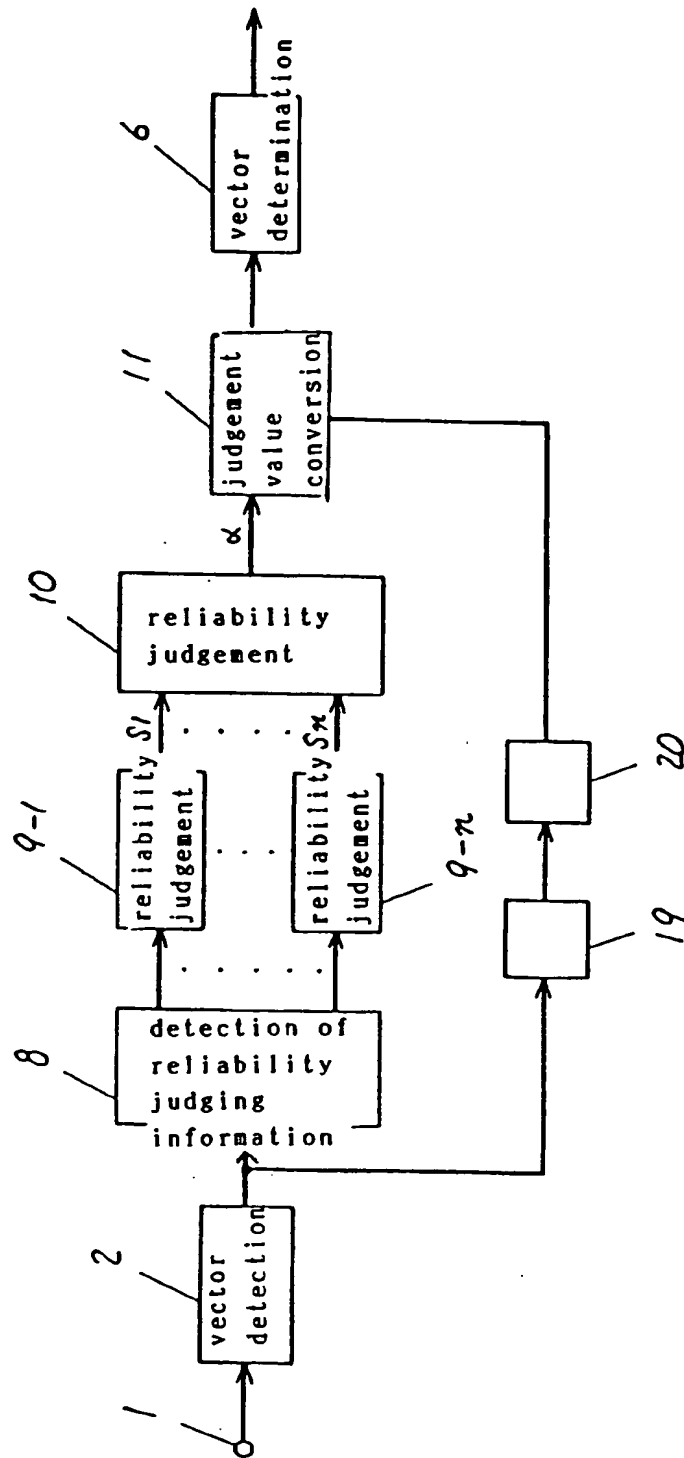 1
2
vector
detection
8
detection of
reliability
judging
information
9-1
reliability
judgement
S1
9-n
reliability
judgement
Sn
10
reliability
judgement
α
11
judgement
value
conversion
6
vector
determination
19
20